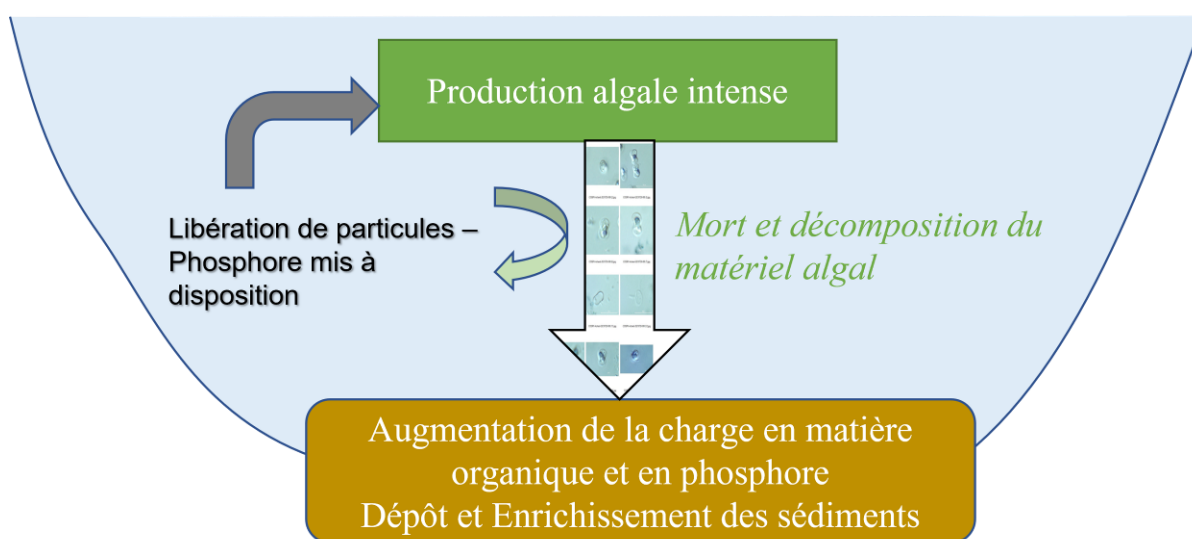 Production algale intense
Libération de particules –
Phosphore mis à
disposition
Mort et décomposition du
matériel algal
Augmentation de la charge en matière
organique et en phosphore
Dépôt et Enrichissement des sédiments